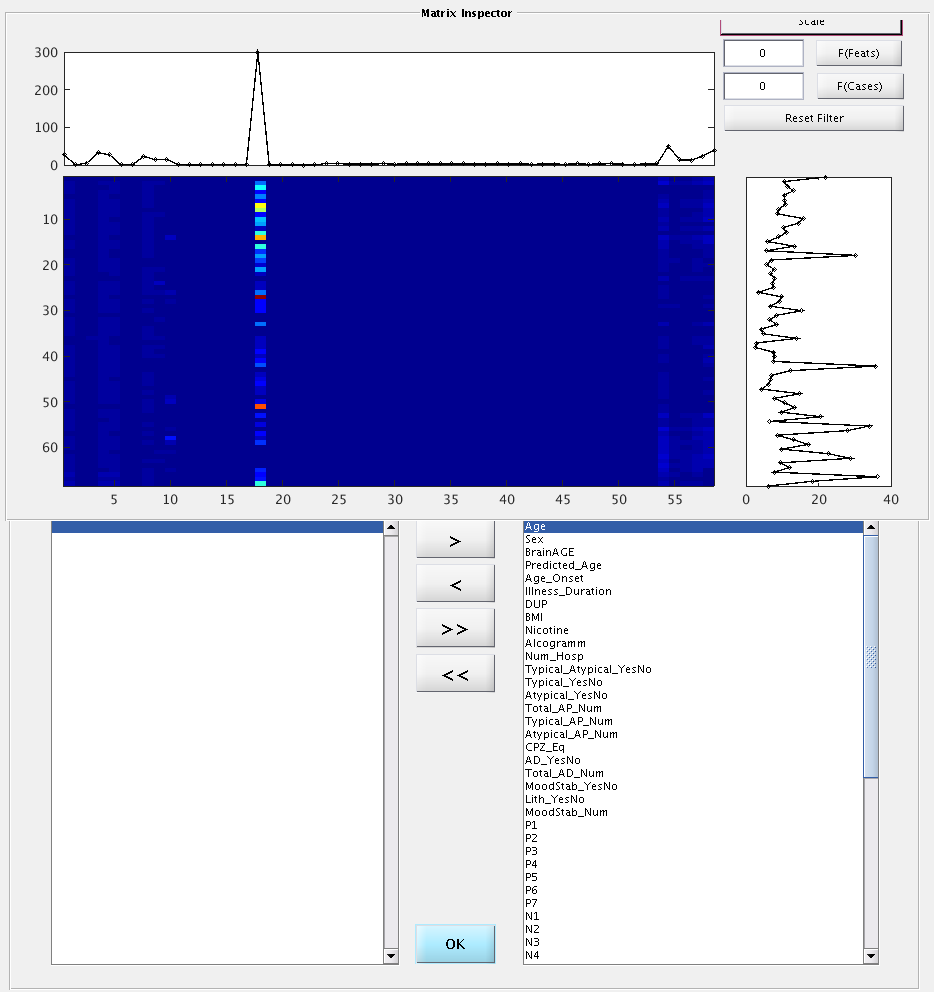 Matrix Inspector
Scale
300
200
100
0
0 F(Feats)
0 F(Cases)
Reset Filter
10
20
30
40
50
60
5 10 15 20 25 30 35 40 45 50 55
0 20 40
>
<
>>
<<
OK
Age
Sex
BrainAGE
Predicted_Age
Age_Onset
Illness_Duration
DUP
BMI
Nicotine
Alcogramm
Num_Hosp
Typical_Atypical_YesNo
Typical_YesNo
Atypical_YesNo
Total_AP_Num
Typical_AP_Num
Atypical_AP_Num
CPZ_Eq
AD_YesNo
Total_AD_Num
MoodStab_YesNo
Lith_YesNo
MoodStab_Num
P1
P2
P3
P4
P5
P6
P7
N1
N2
N3
N4